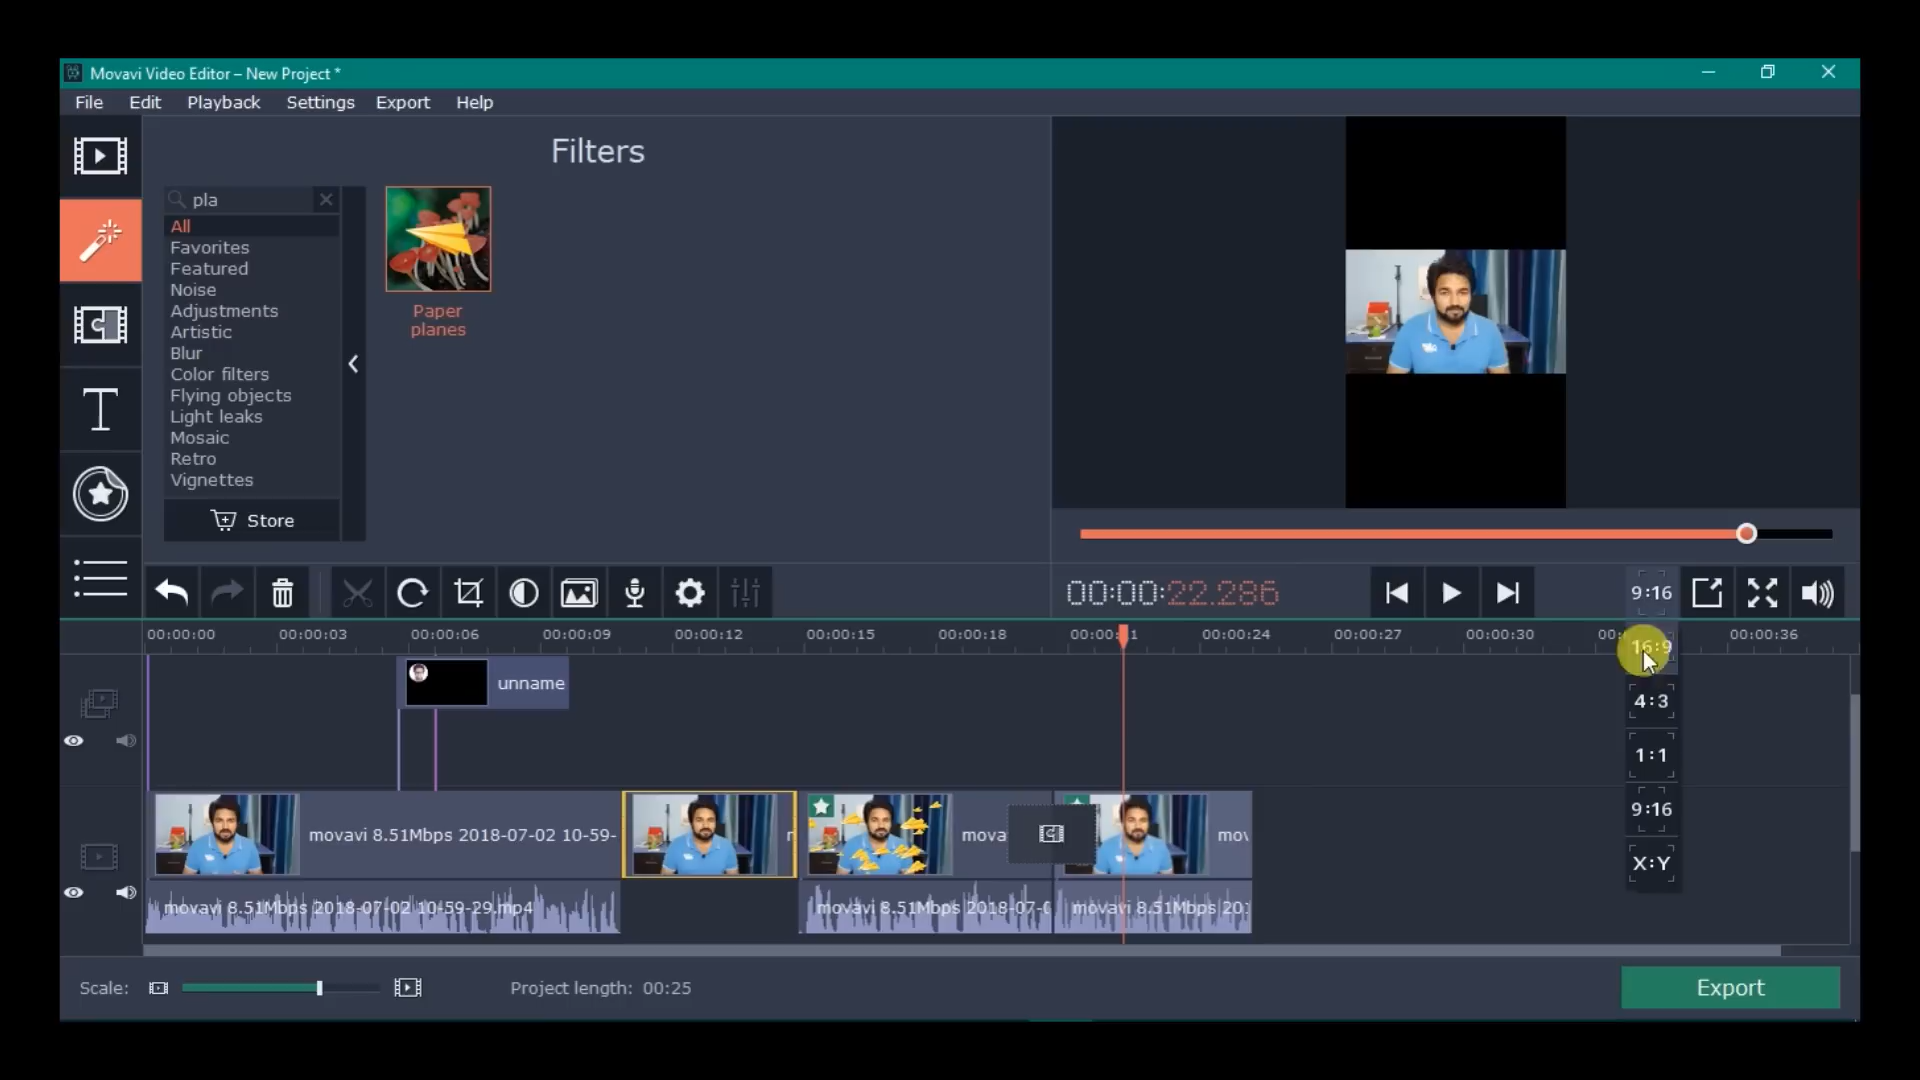 Movavi Video Editor – New Project *
File Edit Playback Settings Export Help
Filters
pla
All
Favorites
Featured
Noise
Adjustments
Artistic
Blur
Color filters
Flying objects
Light leaks
Mosaic
Retro
Vignettes
Store
Paper
planes
00:00:22.286
9:16
00:00:00 00:00:03 00:00:06 00:00:09 00:00:12 00:00:15 00:00:18 00:00:24 00:00:27 00:00:30 00:00:36
16:9
4:3
1:1
9:16
X:Y
unname
movavi 8.51Mbps 2018-07-02 10-59- mova mov
movavi 8.51Mbps 2018-07-02 10-59-29.mp4 movavi 8.51Mbps 2018-07-0 movavi 8.51Mbps 201
Scale: Project length: 00:25
Export